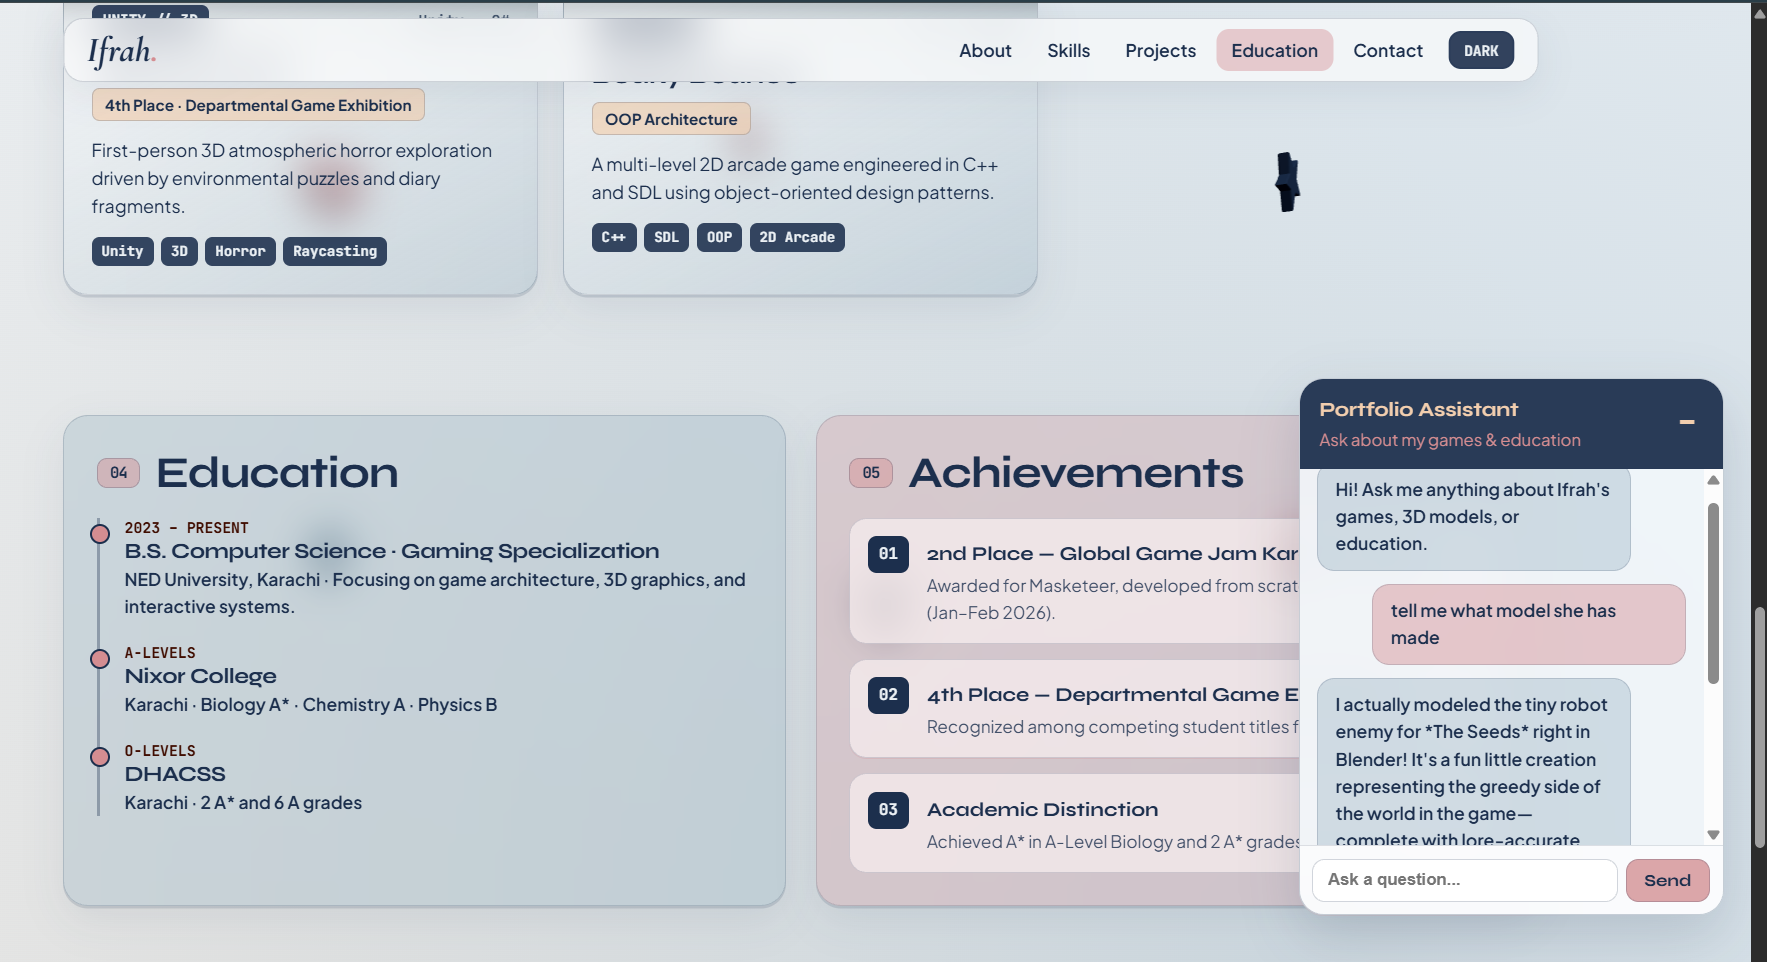 UNITY // 3D
Unity · C#
Ifrah.
About
Skills
Projects
Education
Contact
DARK
4th Place · Departmental Game Exhibition
First-person 3D atmospheric horror exploration
driven by environmental puzzles and diary
fragments.
Unity
3D
Horror
Raycasting
OOP Architecture
A multi-level 2D arcade game engineered in C++
and SDL using object-oriented design patterns.
C++
SDL
OOP
2D Arcade
04
Education
2023 – PRESENT
B.S. Computer Science · Gaming Specialization
NED University, Karachi · Focusing on game architecture, 3D graphics, and
interactive systems.
A-LEVELS
Nixor College
Karachi · Biology A* · Chemistry A · Physics B
O-LEVELS
DHACSS
Karachi · 2 A* and 6 A grades
05
Achievements
01
2nd Place — Global Game Jam Kar
Awarded for Masketeer, developed from scrat
(Jan–Feb 2026).
02
4th Place — Departmental Game E
Recognized among competing student titles f
03
Academic Distinction
Achieved A* in A-Level Biology and 2 A* grades
Portfolio Assistant
Ask about my games & education
Hi! Ask me anything about Ifrah's
games, 3D models, or
education.
tell me what model she has
made
I actually modeled the tiny robot
enemy for *The Seeds* right in
Blender! It's a fun little creation
representing the greedy side of
the world in the game—
complete with lore-accurate
Ask a question...
Send